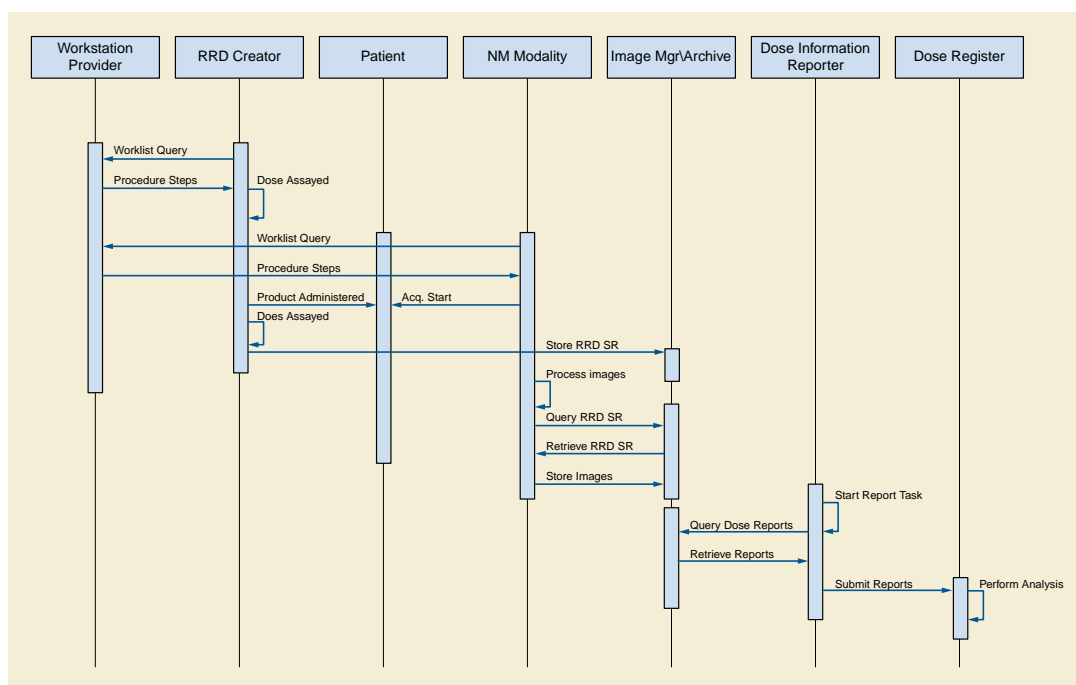 Workstation
Provider
RRD Creator
Patient
NM Modality
Image Mgr\Archive
Dose Information
Reporter
Dose Register
Worklist Query
Procedure Steps
Dose Assayed
Worklist Query
Procedure Steps
Product Administered
Acq. Start
Does Assayed
Store RRD SR
Process images
Query RRD SR
Retrieve RRD SR
Store Images
Start Report Task
Query Dose Reports
Retrieve Reports
Submit Reports
Perform Analysis